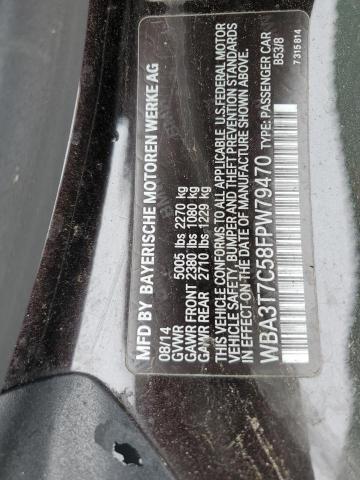 MFD BY BAYERISCHE MOTOREN WERKE AG
08/14
GVWR 5005 lbs 2270 kg
GAWR FRONT 2380 lbs 1080 kg
GAWR REAR 2710 lbs 1229 kg
THIS VEHICLE CONFORMS TO ALL APPLICABLE U.S.FEDERAL MOTOR
VEHICLE SAFETY, BUMPER AND THEFT PREVENTION STANDARDS
IN EFFECT ON THE DATE OF MANUFACTURE SHOWN ABOVE.
WBA3T7C58FPW79470 TYPE: PASSENGER CAR
B53/8
7 315 814